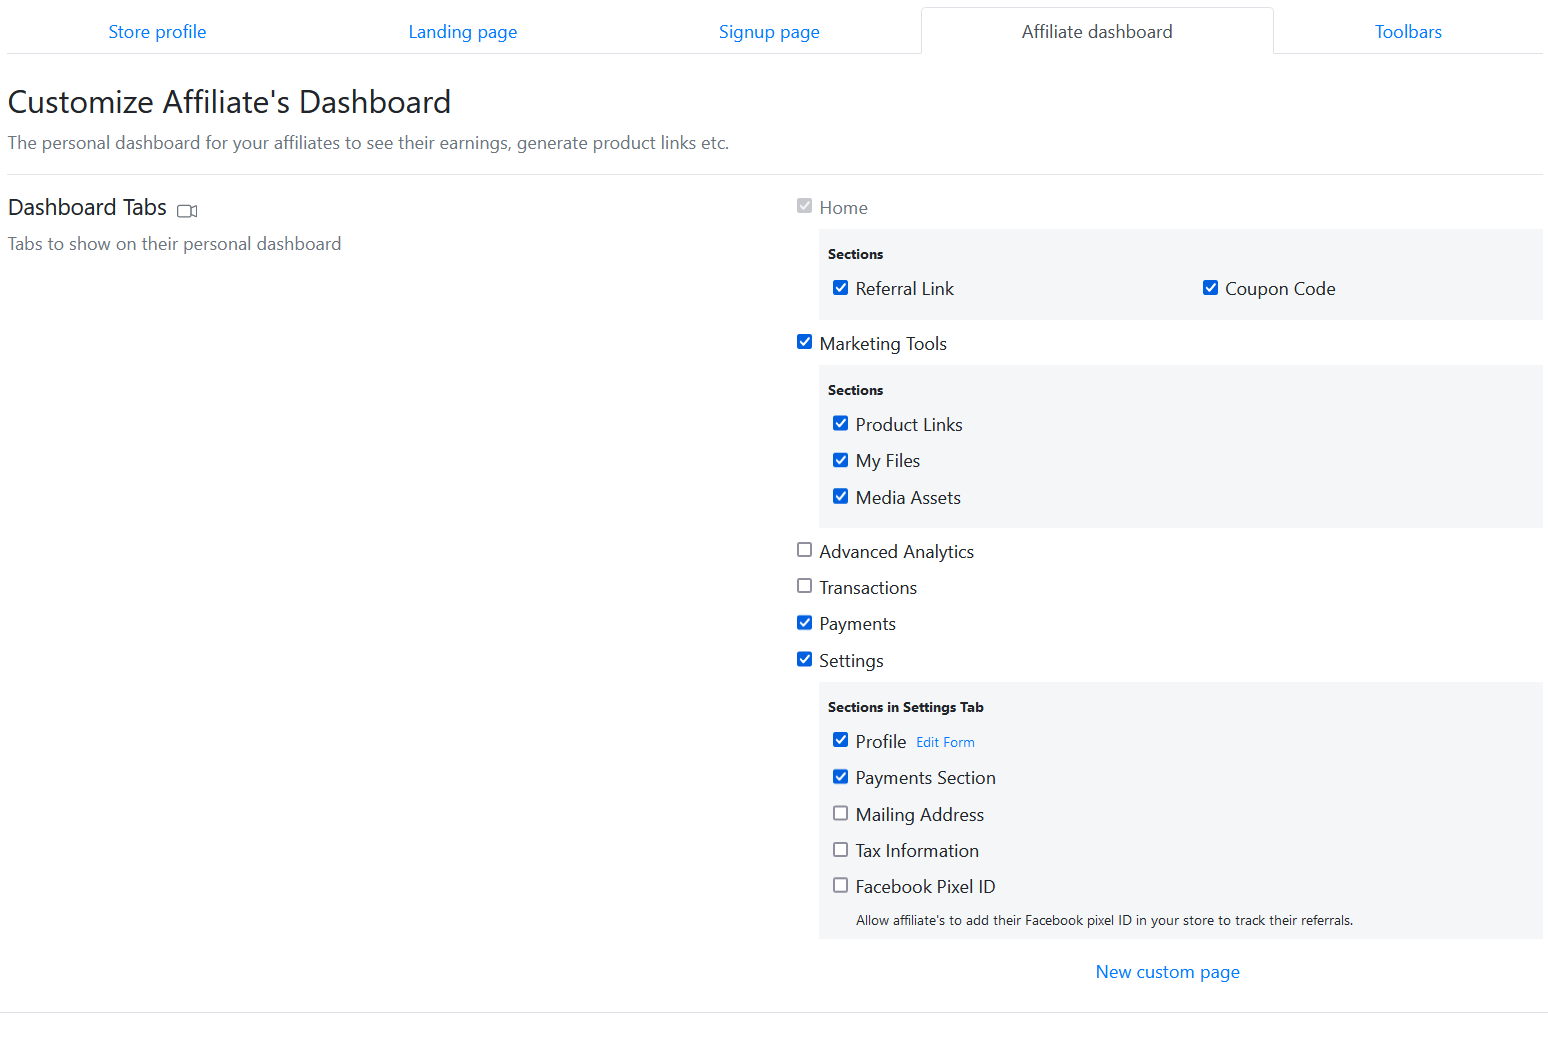 Store profile
Landing page
Signup page
Affiliate dashboard
Toolbars
Customize Affiliate's Dashboard
The personal dashboard for your affiliates to see their earnings, generate product links etc.
Dashboard Tabs
Tabs to show on their personal dashboard
Home
Sections
Referral Link
Coupon Code
Marketing Tools
Sections
Product Links
My Files
Media Assets
Advanced Analytics
Transactions
Payments
Settings
Sections in Settings Tab
Profile Edit Form
Payments Section
Mailing Address
Tax Information
Facebook Pixel ID
Allow affiliate's to add their Facebook pixel ID in your store to track their referrals.
New custom page